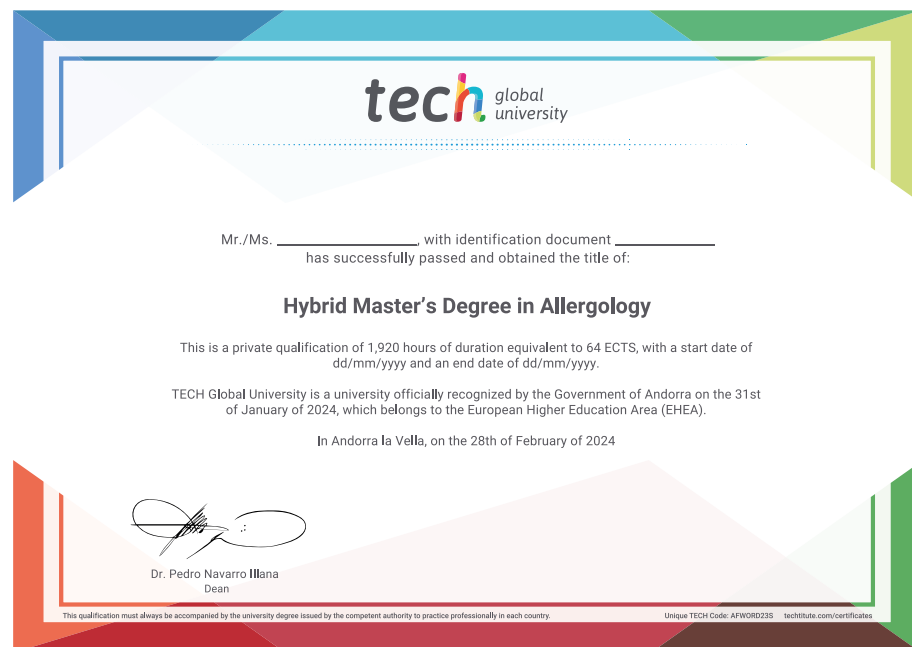 tech global university
Mr./Ms. ____________________, with identification document ______________
has successfully passed and obtained the title of:
Hybrid Master's Degree in Allergology
This is a private qualification of 1,920 hours of duration equivalent to 64 ECTS, with a start date of
dd/mm/yyyy and an end date of dd/mm/yyyy.
TECH Global University is a university officially recognized by the Government of Andorra on the 31st
of January of 2024, which belongs to the European Higher Education Area (EHEA).
In Andorra la Vella, on the 28th of February of 2024
Dr. Pedro Navarro Illana
Dean
This qualification must always be accompanied by the university degree issued by the competent authority to practice professionally in each country.
Unique TECH Code: AFWORD23S techtitute.com/certificates